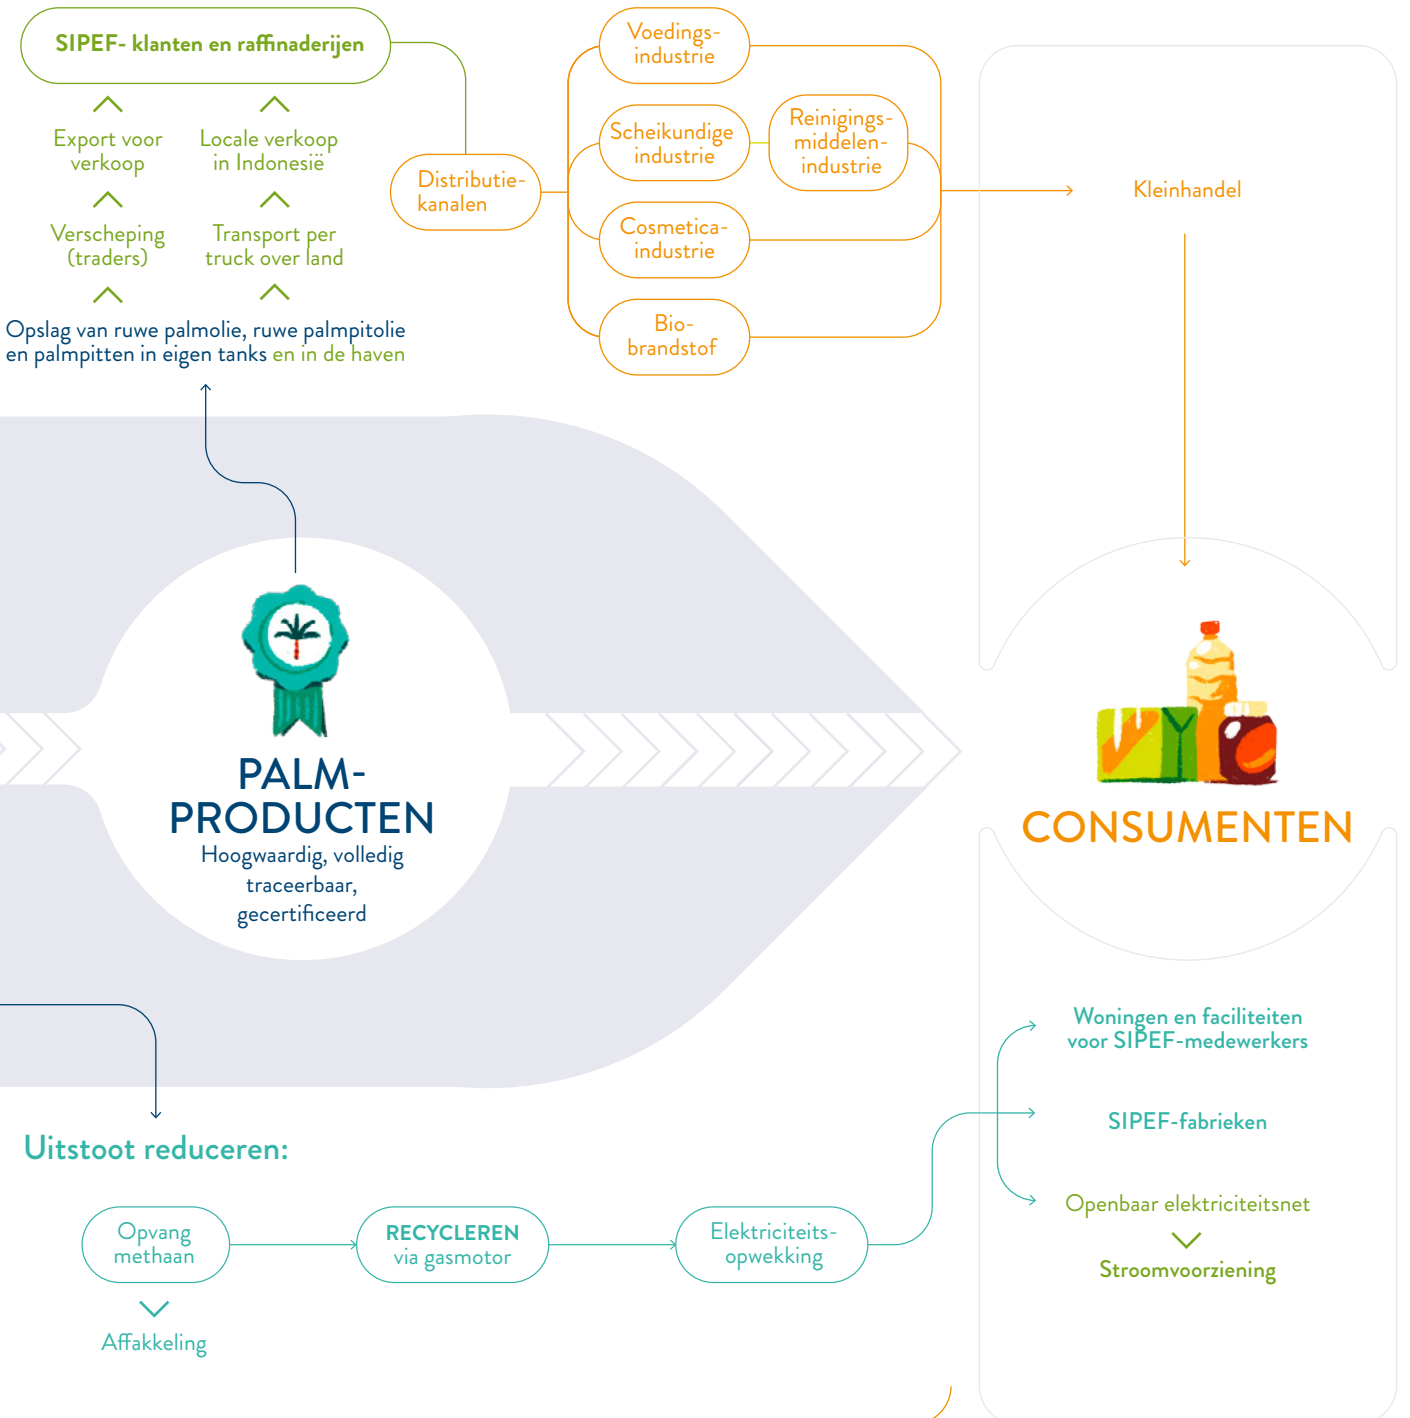 SIPEF- klanten en raffinaderijen
Export voor
verkoop
Locale verkoop
in Indonesië
Verscheping
(traders)
Transport per
truck over land
Opslag van ruwe palmolie, ruwe palmpitolie
en palmpitten in eigen tanks en in de haven
Distributie-
kanalen
Voedings-
industrie
Scheikundige
industrie
Reinigings-
middelen-
industrie
Cosmetica-
industrie
Bio-
brandstof
Kleinhandel
PALM-
PRODUCTEN
Hoogwaardig, volledig
traceerbaar,
gecertificeerd
CONSUMENTEN
Uitstoot reduceren:
Opvang
methaan
Affakkeling
RECYCLEREN
via gasmotor
Elektriciteits-
opwekking
Woningen en faciliteiten
voor SIPEF-medewerkers
SIPEF-fabrieken
Openbaar elektriciteitsnet
Stroomvoorziening